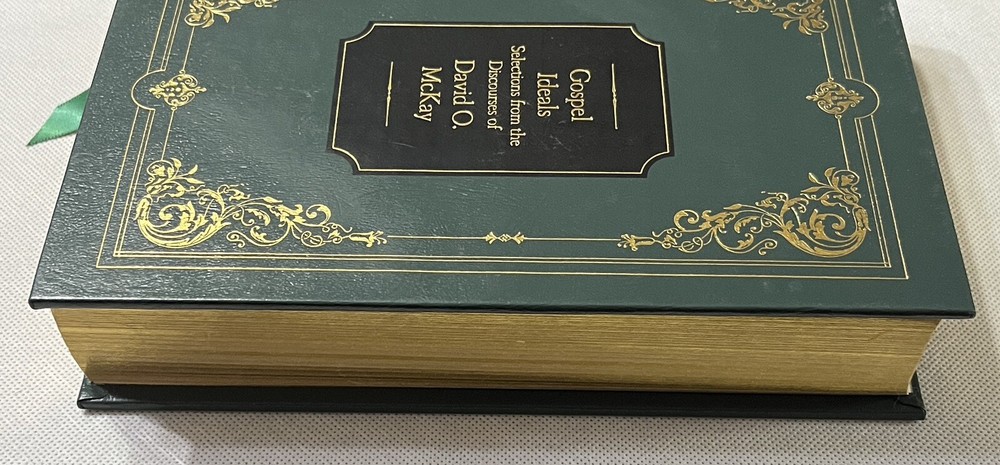 Gospel
Ideals
Selections from the
Discourses of
David O.
McKay